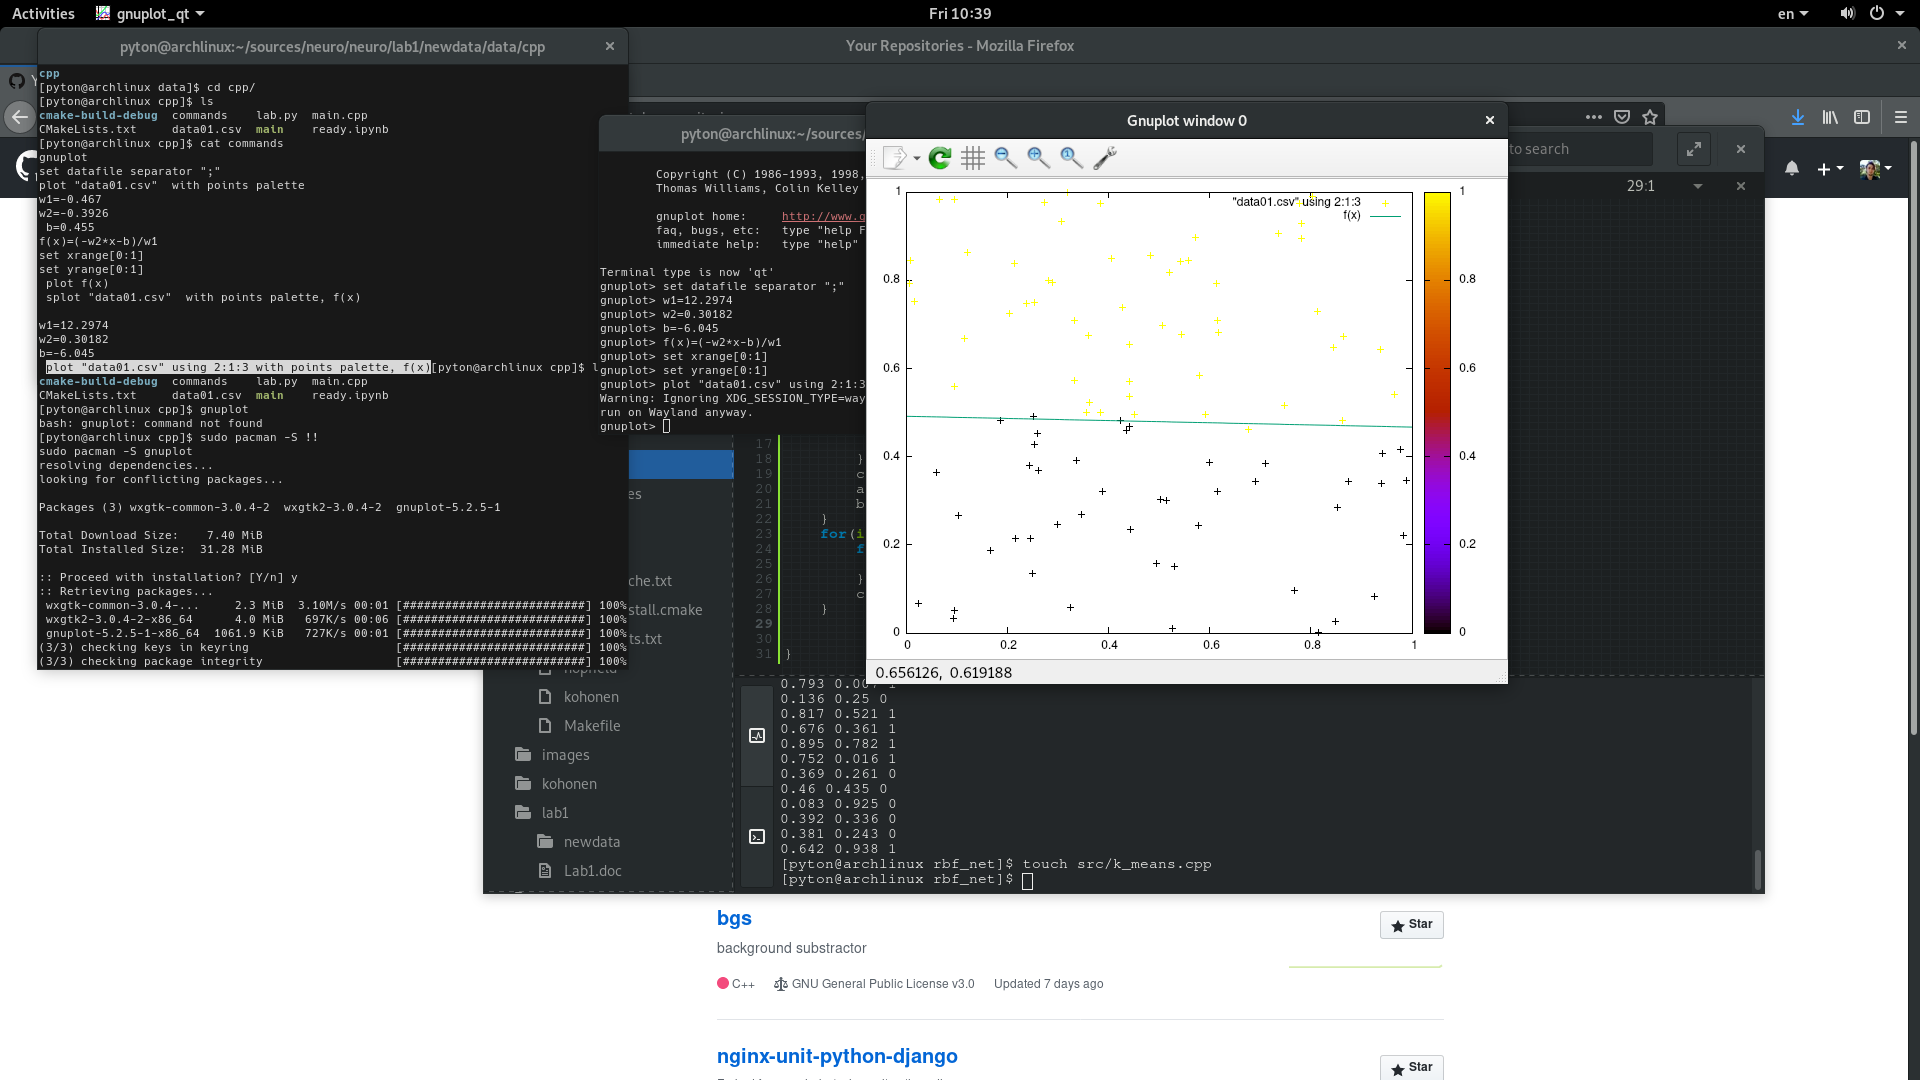 Activities
gnuplot_qt
Fri 10:39
en
Your Repositories - Mozilla Firefox
pyton@archlinux:~/sources/neuro/neuro/lab1/newdata/data/cpp
cpp
[pyton@archlinux data]$ cd cpp/
[pyton@archlinux cpp]$ ls
cmake-build-debug  commands   lab.py  main.cpp
CMakeLists.txt     data01.csv  main    ready.ipynb
[pyton@archlinux cpp]$ cat commands
gnuplot
set datafile separator ";"
plot "data01.csv"  with points palette
w1=-0.467
w2=-0.3926
b=0.455
f(x)=(-w2*x-b)/w1
set xrange[0:1]
set yrange[0:1]
plot f(x)
splot "data01.csv"  with points palette, f(x)
w1=12.2974
w2=0.30182
b=-6.045
plot "data01.csv" using 2:1:3 with points palette, f(x)[pyton@archlinux cpp]$ l
cmake-build-debug  commands   lab.py  main.cpp
CMakeLists.txt     data01.csv  main    ready.ipynb
[pyton@archlinux cpp]$ gnuplot
bash: gnuplot: command not found
[pyton@archlinux cpp]$ sudo pacman -S !!
sudo pacman -S gnuplot
resolving dependencies...
looking for conflicting packages...
Packages (3) wxgtk-common-3.0.4-2  wxgtk2-3.0.4-2  gnuplot-5.2.5-1
Total Download Size:    7.40 MiB
Total Installed Size:  31.28 MiB
:: Proceed with installation? [Y/n] y
:: Retrieving packages...
wxgtk-common-3.0.4-...     2.3 MiB  3.10M/s 00:01 [##########################] 100%
wxgtk2-3.0.4-2-x86_64      4.0 MiB   697K/s 00:06 [##########################] 100%
gnuplot-5.2.5-1-x86_64  1061.9 KiB   727K/s 00:01 [##########################] 100%
(3/3) checking keys in keyring                     [##########################] 100%
(3/3) checking package integrity                   [##########################] 100%
pyton@archlinux:~/sources/
Copyright (C) 1986-1993, 1998,
Thomas Williams, Colin Kelley
gnuplot home:     http://www.g
faq, bugs, etc:   type "help F
immediate help:   type "help"
Terminal type is now 'qt'
gnuplot> set datafile separator ";"
gnuplot> w1=12.2974
gnuplot> w2=0.30182
gnuplot> b=-6.045
gnuplot> f(x)=(-w2*x-b)/w1
gnuplot> set xrange[0:1]
gnuplot> set yrange[0:1]
gnuplot> plot "data01.csv" using 2:1:3
Warning: Ignoring XDG_SESSION_TYPE=way
run on Wayland anyway.
gnuplot>
Gnuplot window 0
"data01.csv" using 2:1:3
f(x)
1
0.8
0.6
0.4
0.2
0
0
0.2
0.4
0.6
0.8
1
1
0.8
0.6
0.4
0.2
0
0.656126, 0.619188
to search
29:1
17
18 }
19 c
20 a
21 b
22 }
23 for(i
24 f
25
26 }
27 c
28 }
29
30
31 }
es
che.txt
stall.cmake
ts.txt
hopfield
kohonen
Makefile
images
kohonen
lab1
newdata
Lab1.doc
0.793 0.007 1
0.136 0.25 0
0.817 0.521 1
0.676 0.361 1
0.895 0.782 1
0.752 0.016 1
0.369 0.261 0
0.46 0.435 0
0.083 0.925 0
0.392 0.336 0
0.381 0.243 0
0.642 0.938 1
[pyton@archlinux rbf_net]$ touch src/k_means.cpp
[pyton@archlinux rbf_net]$
bgs
Star
background substractor
C++
GNU General Public License v3.0
Updated 7 days ago
nginx-unit-python-django
Star